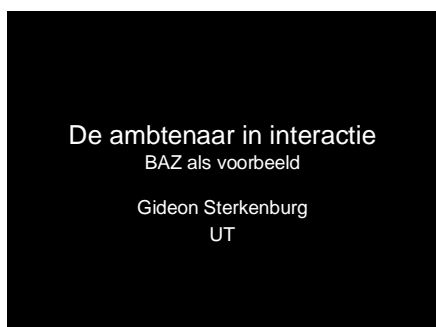 De ambtenaar in interactie
BAZ als voorbeeld
Gideon Sterkenburg
UT